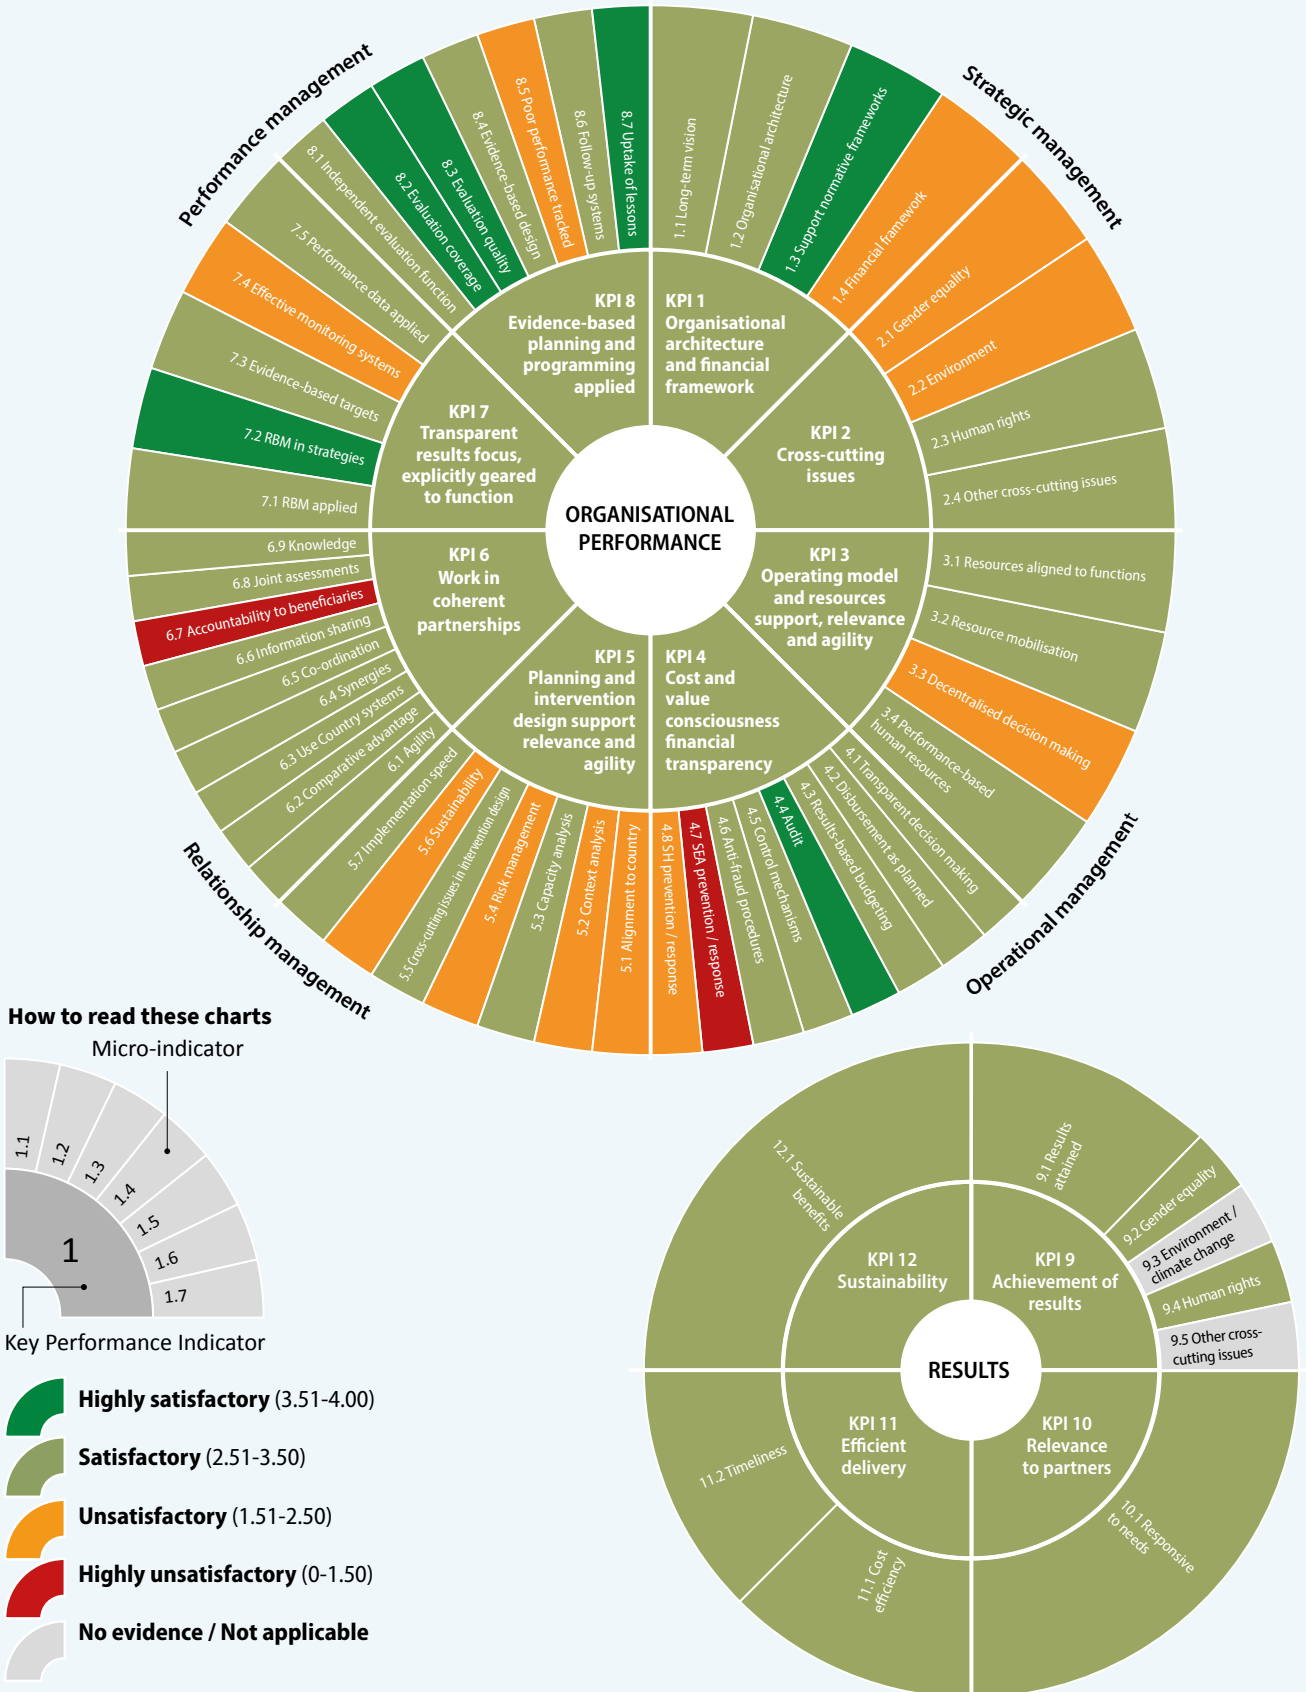 Performance management
Strategic management
Operational management
Relationship management
ORGANISATIONAL
PERFORMANCE
KPI 1
Organisational
architecture
and financial
framework
1.1 Long-term vision
1.2 Organisational architecture
1.3 Support normative frameworks
1.4 Financial framework
KPI 2
Cross-cutting
issues
2.1 Gender equality
2.2 Environment
2.3 Human rights
2.4 Other cross-cutting issues
KPI 3
Operating model
and resources
support, relevance
and agility
3.1 Resources aligned to functions
3.2 Resource mobilisation
3.3 Decentralised decision making
3.4 Performance-based
human resources
KPI 4
Cost and
value
consciousness
financial
transparency
4.1 Transparent decision making
4.2 Disbursement as planned
4.3 Results-based budgeting
4.4 Audit
4.5 Control mechanisms
4.6 Anti-fraud procedures
4.7 SEA prevention / response
4.8 SH prevention / response
KPI 5
Planning and
intervention
design support
relevance and
agility
5.1 Alignment to country
5.2 Context analysis
5.3 Capacity analysis
5.4 Risk management
5.5 Cross-cutting issues in intervention design
5.6 Sustainability
5.7 Implementation speed
KPI 6
Work in
coherent
partnerships
6.1 Agility
6.2 Comparative advantage
6.3 Use Country systems
6.4 Synergies
6.5 Co-ordination
6.6 Information sharing
6.7 Accountability to beneficiaries
6.8 Joint assessments
6.9 Knowledge
KPI 7
Transparent
results focus,
explicitly geared
to function
7.1 RBM applied
7.2 RBM in strategies
7.3 Evidence-based targets
7.4 Effective monitoring systems
7.5 Performance data applied
KPI 8
Evidence-based
planning and
programming
applied
8.1 Independent evaluation function
8.2 Evaluation coverage
8.3 Evaluation quality
8.4 Evidence-based design
8.5 Poor performance tracked
8.6 Follow-up systems
8.7 Uptake of lessons
How to read these charts
Micro-indicator
1.1
1.2
1.3
1.4
1.5
1.6
1.7
1
Key Performance Indicator
Highly satisfactory (3.51-4.00)
Satisfactory (2.51-3.50)
Unsatisfactory (1.51-2.50)
Highly unsatisfactory (0-1.50)
No evidence / Not applicable
RESULTS
KPI 9
Achievement of
results
9.1 Results
attained
9.2 Gender equality
9.3 Environment /
climate change
9.4 Human rights
9.5 Other cross-
cutting issues
KPI 10
Relevance
to partners
10.1 Responsive
to needs
KPI 11
Efficient
delivery
11.1 Cost
efficiency
11.2 Timeliness
KPI 12
Sustainability
12.1 Sustainable
benefits